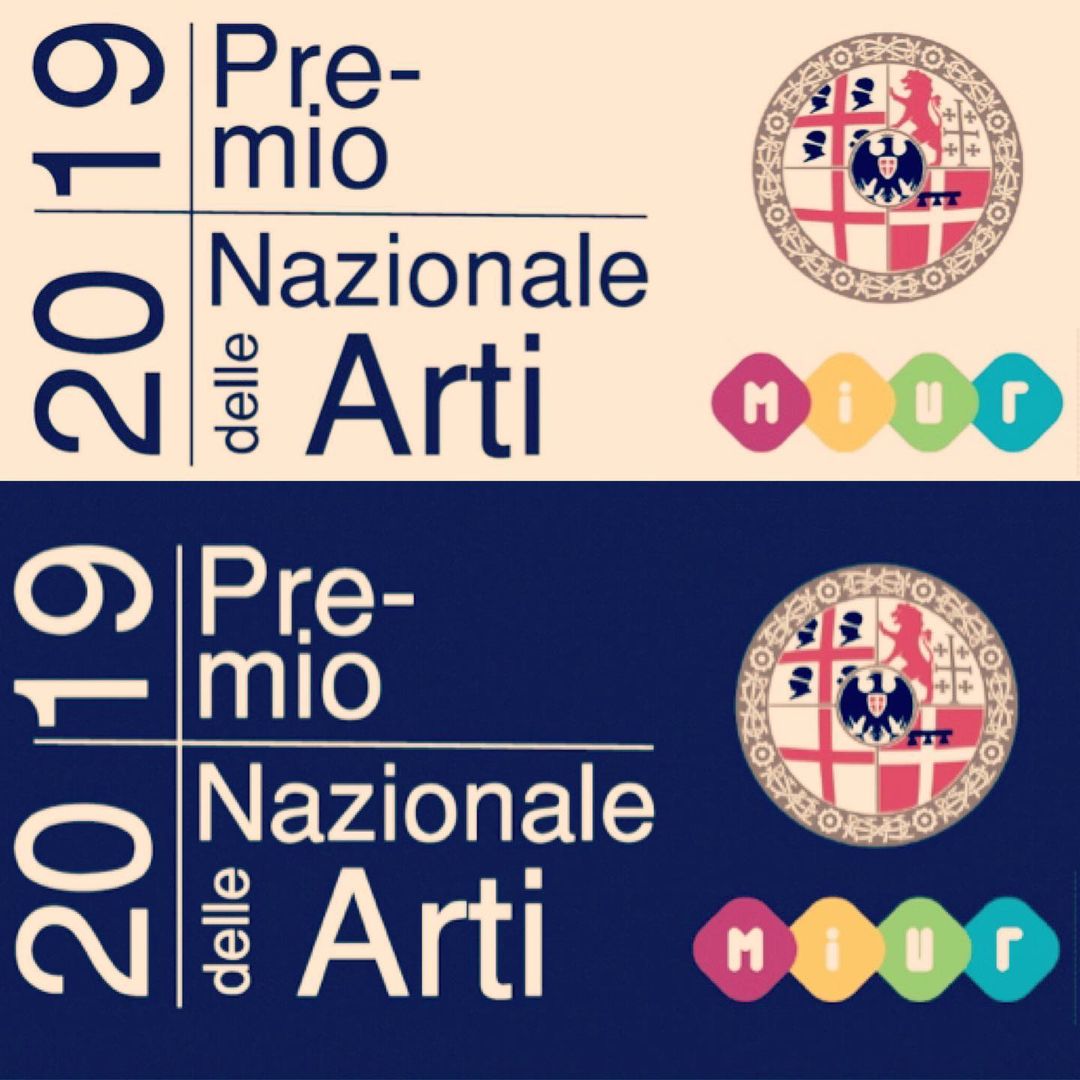 2019
Pre-
mio
Nazionale
delle
Arti
Miur
2019
Pre-
mio
Nazionale
delle
Arti
Miur